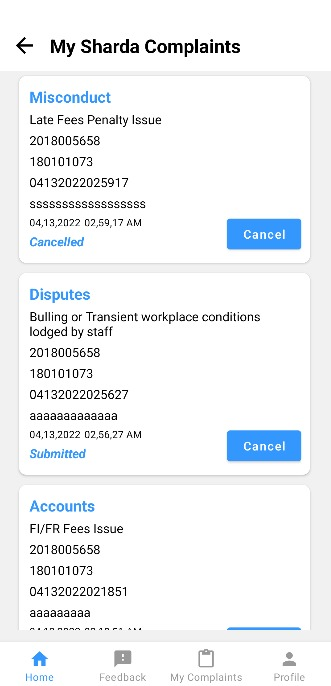 My Sharda Complaints
Misconduct
Late Fees Penalty Issue
2018005658
180101073
04132022025917
ssssssssssssssssss
04,13,2022 02,59,17 AM
Cancelled
Cancel
Disputes
Bulling or Transient workplace conditions
lodged by staff
2018005658
180101073
04132022025627
aaaaaaaaaaaaa
04,13,2022 02,56,27 AM
Submitted
Cancel
Accounts
FI/FR Fees Issue
2018005658
180101073
04132022021851
aaaaaaaaa
Home
Feedback
My Complaints
Profile